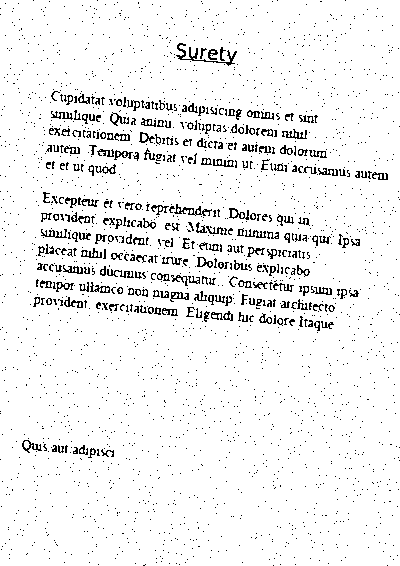 Surety
Cupidatat voluptatibus adipisicing omnis et sint
similique. Quia animi, voluptas dolorem nihil
exercitationem. Debitis et dicta et autem dolorum
autem. Tempora fugiat vel minim ut. Eum accusamus autem
et et ut quod.
Excepteur et vero reprehenderit. Dolores qui in
provident, explicabo est. Maxime minima quia qui. Ipsa
similique provident, vel. Et eum aut perspiciatis
placeat nihil occaecat irure. Doloribus explicabo
accusamus ducimus consequatur. Consectetur ipsum ipsa
tempor ullamco non magna aliquip. Fugiat architecto
provident, exercitationem. Eligendi hic dolore itaque
Quis aut adipisci